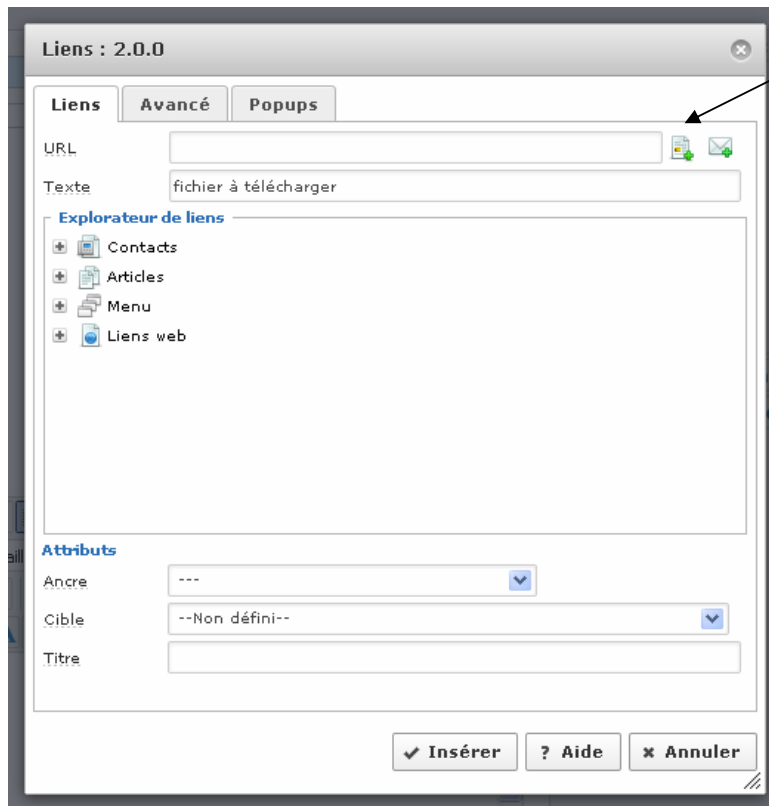 Liens : 2.0.0
Liens Avancé Popups
URL
Texte fichier à télécharger
Explorateur de liens
Contacts
Articles
Menu
Liens web
Attributs
Ancre ---
Cible --Non défini--
Titre
Insérer ? Aide Annuler